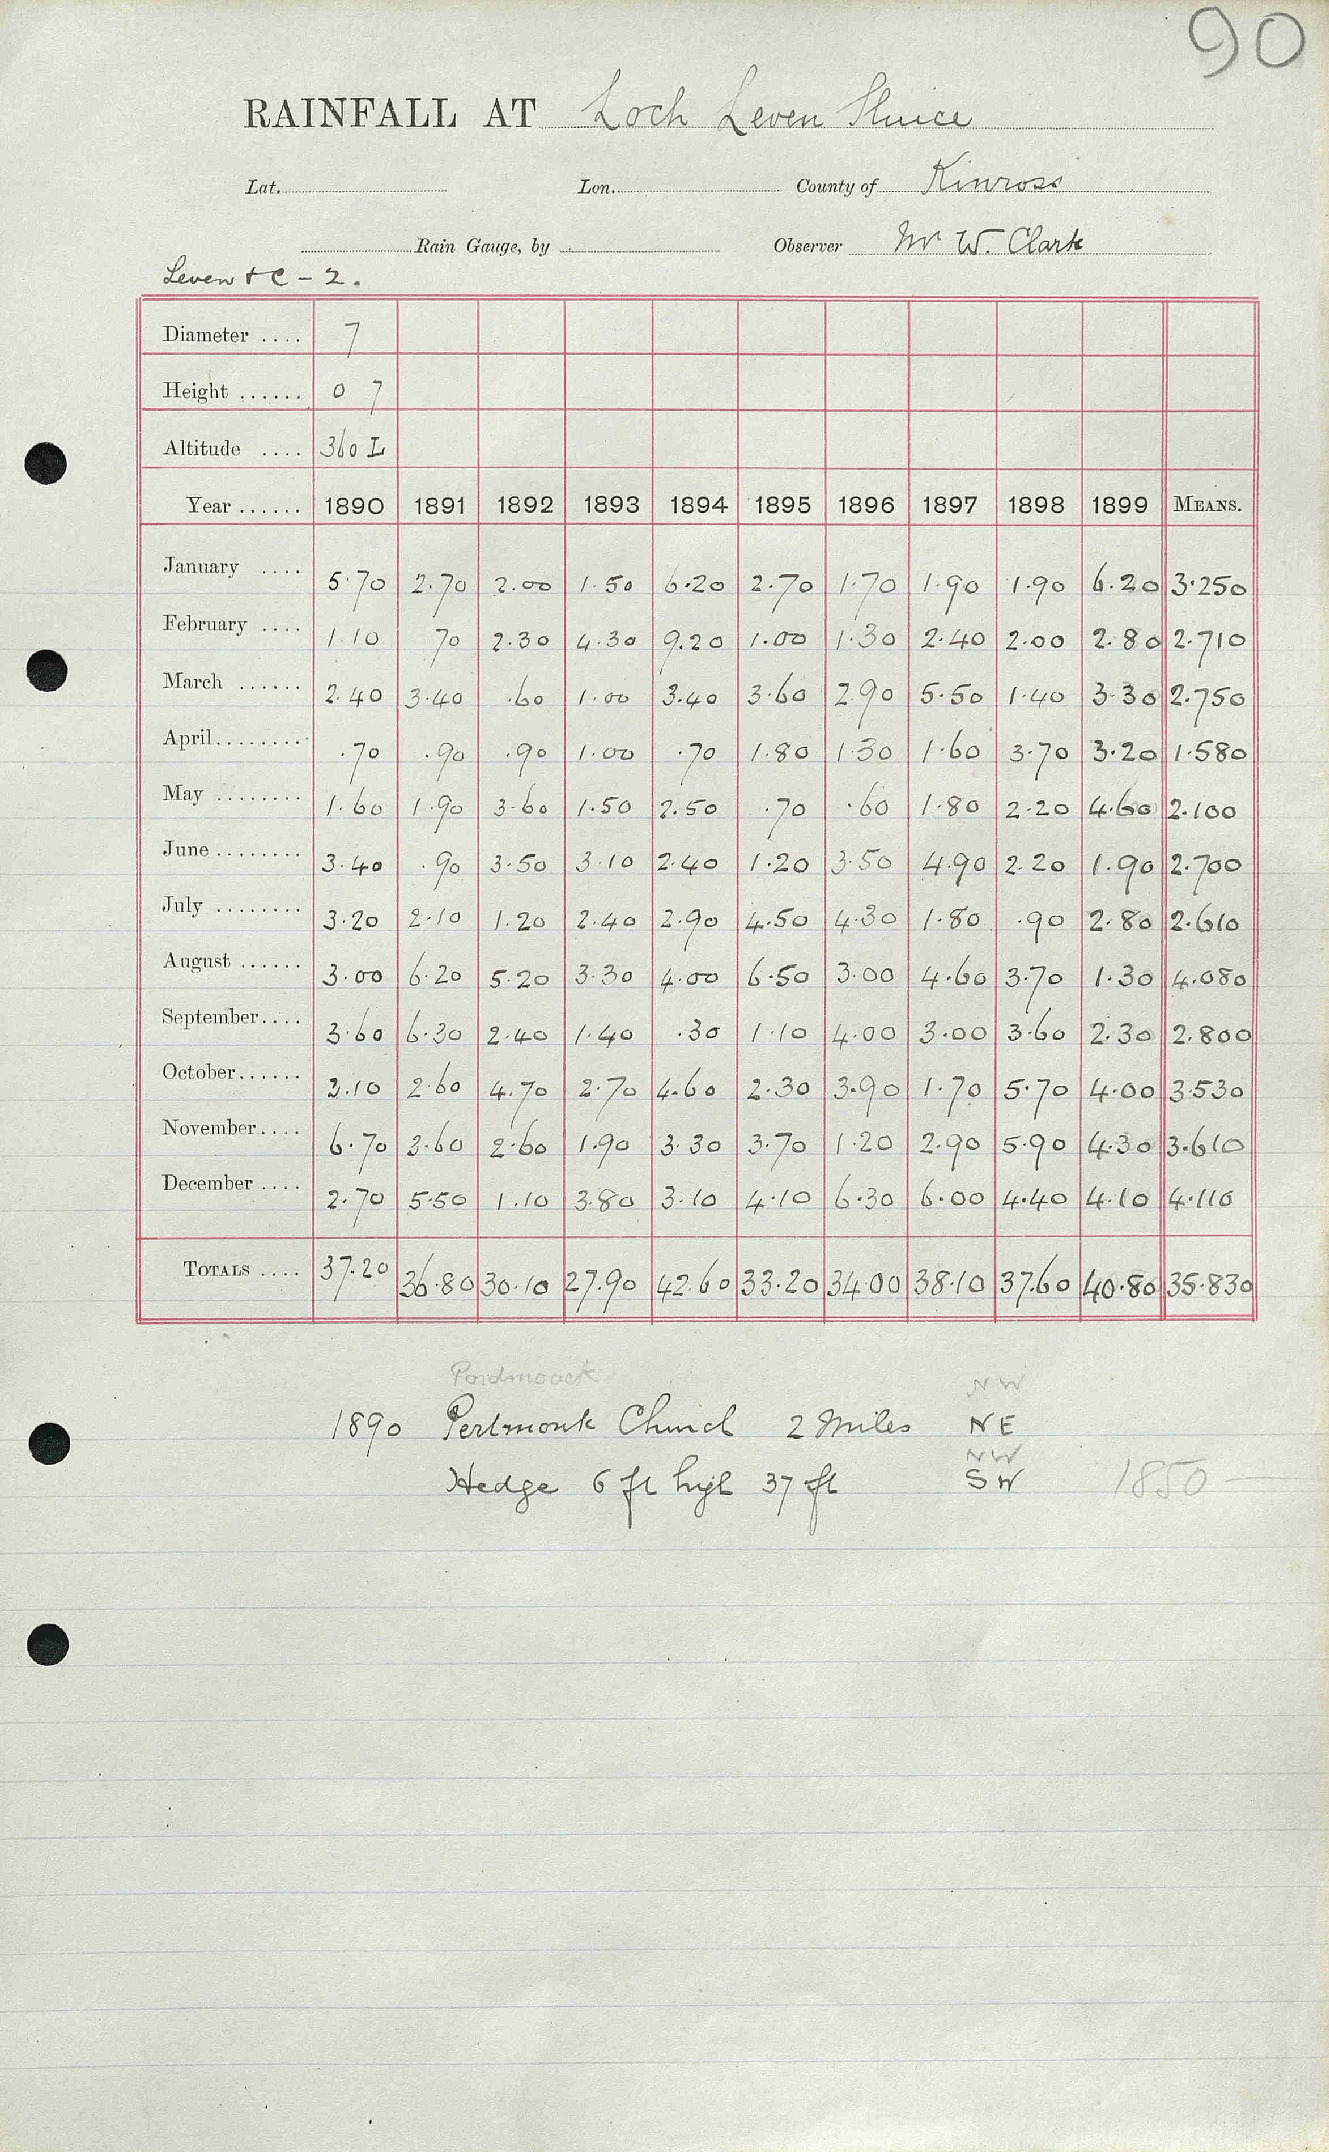 90
RAINFALL AT Loch Leven Sluice
Lat. Lon. County of Kinross
Rain Gauge, by Observer Mr W. Clark
Leven + C - 2.
Diameter .... 7
Height ...... 0 7
Altitude .... 360 L
Year ...... 1890 1891 1892 1893 1894 1895 1896 1897 1898 1899 MEANS.
January .... 5.70 2.70 2.00 1.50 6.20 2.70 1.70 1.90 1.90 6.20 3.250
February .... 1.10 70 2.30 4.30 9.20 1.00 1.30 2.40 2.00 2.80 2.710
March ...... 2.40 3.40 .60 1.00 3.40 3.60 2.90 5.50 1.40 3.30 2.750
April........ .70 .90 .90 1.00 .70 1.80 1.30 1.60 3.70 3.20 1.580
May ........ 1.60 1.90 3.60 1.50 2.50 .70 .60 1.80 2.20 4.60 2.100
June ........ 3.40 .90 3.50 3.10 2.40 1.20 3.50 4.90 2.20 1.90 2.700
July ........ 3.20 2.10 1.20 2.40 2.90 4.50 4.30 1.80 .90 2.80 2.610
August ...... 3.00 6.20 5.20 3.30 4.00 6.50 3.00 4.60 3.70 1.30 4.080
September.... 3.60 6.30 2.40 1.40 .30 1.10 4.00 3.00 3.60 2.30 2.800
October...... 3.10 2.60 4.70 2.70 4.60 2.30 3.90 1.70 5.70 4.00 3.530
November.... 6.70 3.60 2.60 1.90 3.30 3.70 1.20 2.90 5.90 4.30 3.610
December .... 2.70 5.50 1.10 3.80 3.10 4.10 6.30 6.00 4.40 4.10 4.110
TOTALS .... 37.20 36.80 30.10 27.90 42.60 33.20 34.00 38.10 37.60 40.80 35.830
NW
1890 Pertmonk Church 2 Miles NE
NW
Hedge 6 ft high 37 ft SW 1850